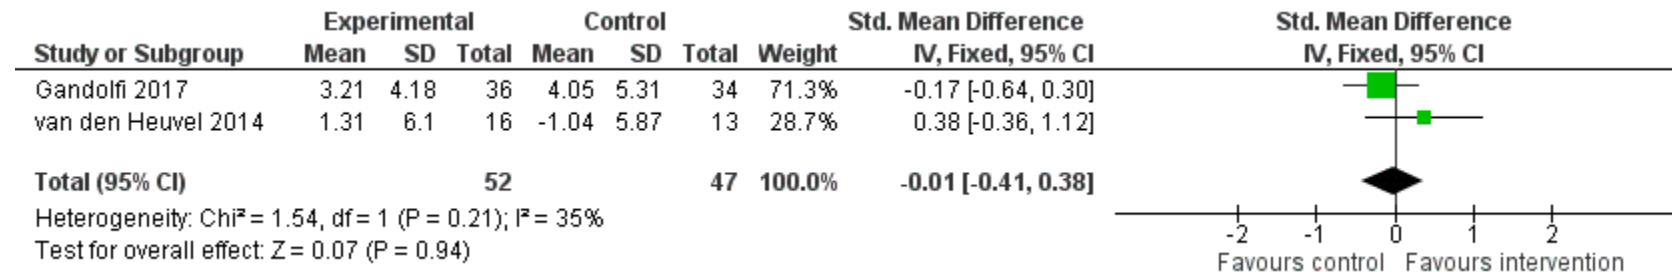 Experimental Control Std. Mean Difference Std. Mean Difference
Study or Subgroup Mean SD Total Mean SD Total Weight IV, Fixed, 95% CI IV, Fixed, 95% CI
Gandolfi 2017 3.21 4.18 36 4.05 5.31 34 71.3% -0.17 [-0.64, 0.30]
van den Heuvel 2014 1.31 6.1 16 -1.04 5.87 13 28.7% 0.38 [-0.36, 1.12]
Total (95% CI) 52 47 100.0% -0.01 [-0.41, 0.38]
Heterogeneity: Chi² = 1.54, df = 1 (P = 0.21); I² = 35%
Test for overall effect: Z = 0.07 (P = 0.94)
-2 -1 0 1 2
Favours control Favours intervention